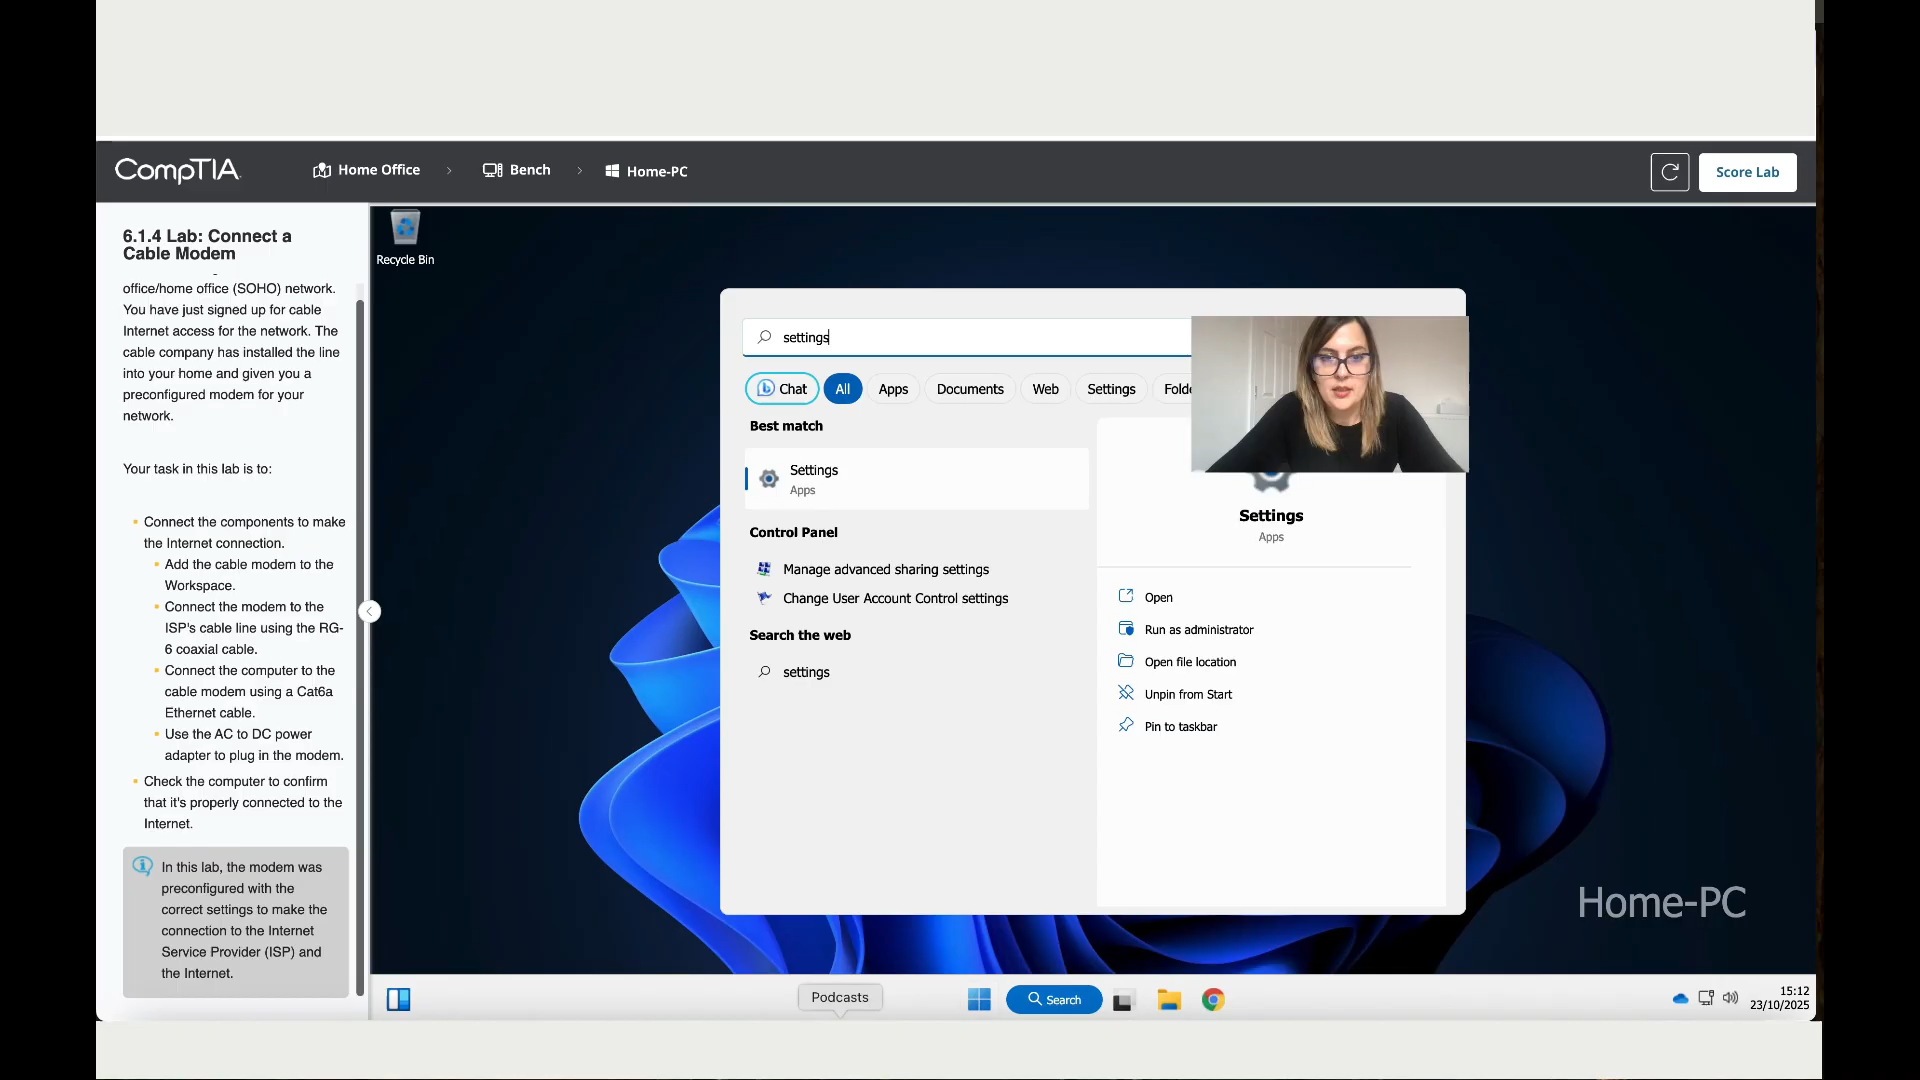 CompTIA
Home Office
Bench
Home-PC
Score Lab
6.1.4 Lab: Connect a
Cable Modem
office/home office (SOHO) network.
You have just signed up for cable
Internet access for the network. The
cable company has installed the line
into your home and given you a
preconfigured modem for your
network.
Your task in this lab is to:
Connect the components to make
the Internet connection.
Add the cable modem to the
Workspace.
Connect the modem to the
ISP's cable line using the RG-
6 coaxial cable.
Connect the computer to the
cable modem using a Cat6a
Ethernet cable.
Use the AC to DC power
adapter to plug in the modem.
Check the computer to confirm
that it's properly connected to the
Internet.
In this lab, the modem was
preconfigured with the
correct settings to make the
connection to the Internet
Service Provider (ISP) and
the Internet.
Recycle Bin
settings
Chat
All
Apps
Documents
Web
Settings
Folde
Best match
Settings
Apps
Control Panel
Manage advanced sharing settings
Change User Account Control settings
Search the web
settings
Settings
Apps
Open
Run as administrator
Open file location
Unpin from Start
Pin to taskbar
Home-PC
Podcasts
Search
15:12
23/10/2025